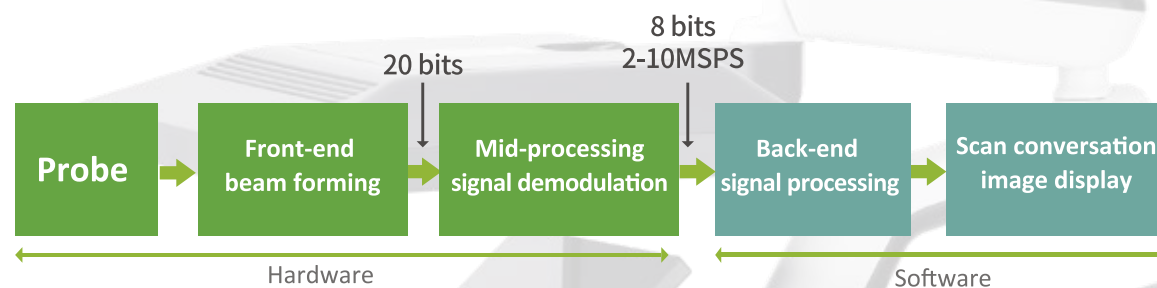 8 bits
2-10MSPS
20 bits
Probe
Front-end
beam forming
Mid-processing
signal demodulation
Back-end
signal processing
Scan conversation
image display
Hardware
Software